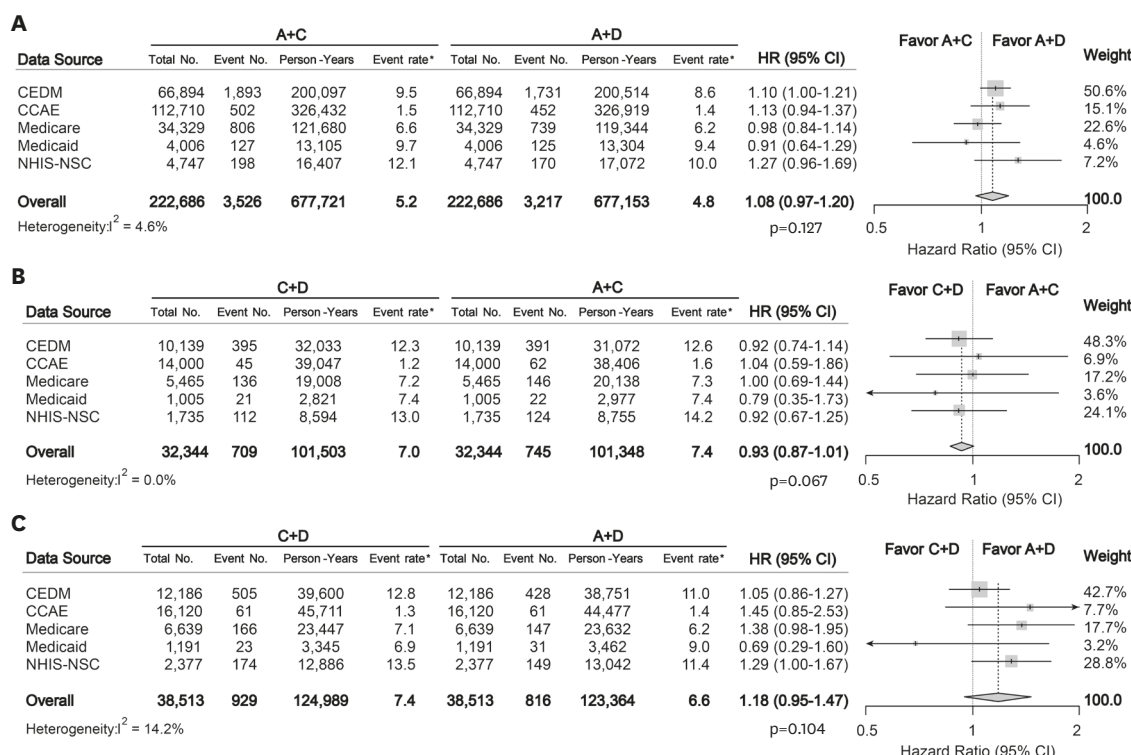 A
A+C A+D
Favor A+C Favor A+D
Data Source Total No. Event No. Person-Years Event rate* Total No. Event No. Person-Years Event rate* HR (95% CI) Weight
CEDM 66,894 1,893 200,097 9.5 66,894 1,731 200,514 8.6 1.10 (1.00-1.21) 50.6%
CCAE 112,710 502 326,432 1.5 112,710 452 326,919 1.4 1.13 (0.94-1.37) 15.1%
Medicare 34,329 806 121,680 6.6 34,329 739 119,344 6.2 0.98 (0.84-1.14) 22.6%
Medicaid 4,006 127 13,105 9.7 4,006 125 13,304 9.4 0.91 (0.64-1.29) 4.6%
NHIS-NSC 4,747 198 16,407 12.1 4,747 170 17,072 10.0 1.27 (0.96-1.69) 7.2%
Overall 222,686 3,526 677,721 5.2 222,686 3,217 677,153 4.8 1.08 (0.97-1.20) 100.0
Heterogeneity:I² = 4.6% p=0.127 0.5 1 2
Hazard Ratio (95% CI)
B
C+D A+C Favor C+D Favor A+C
Data Source Total No. Event No. Person-Years Event rate* Total No. Event No. Person-Years Event rate* HR (95% CI) Weight
CEDM 10,139 395 32,033 12.3 10,139 391 31,072 12.6 0.92 (0.74-1.14) 48.3%
CCAE 14,000 45 39,047 1.2 14,000 62 38,406 1.6 1.04 (0.59-1.86) 6.9%
Medicare 5,465 136 19,008 7.2 5,465 146 20,138 7.3 1.00 (0.69-1.44) 17.2%
Medicaid 1,005 21 2,821 7.4 1,005 22 2,977 7.4 0.79 (0.35-1.73) 3.6%
NHIS-NSC 1,735 112 8,594 13.0 1,735 124 8,755 14.2 0.92 (0.67-1.25) 24.1%
Overall 32,344 709 101,503 7.0 32,344 745 101,348 7.4 0.93 (0.87-1.01) 100.0
Heterogeneity:I² = 0.0% p=0.067 0.5 1 2
Hazard Ratio (95% CI)
C
C+D A+D Favor C+D Favor A+D
Data Source Total No. Event No. Person-Years Event rate* Total No. Event No. Person-Years Event rate* HR (95% CI) Weight
CEDM 12,186 505 39,600 12.8 12,186 428 38,751 11.0 1.05 (0.86-1.27) 42.7%
CCAE 16,120 61 45,711 1.3 16,120 61 44,477 1.4 1.45 (0.85-2.53) 7.7%
Medicare 6,639 166 23,447 7.1 6,639 147 23,632 6.2 1.38 (0.98-1.95) 17.7%
Medicaid 1,191 23 3,345 6.9 1,191 31 3,462 9.0 0.69 (0.29-1.60) 3.2%
NHIS-NSC 2,377 174 12,886 13.5 2,377 149 13,042 11.4 1.29 (1.00-1.67) 28.8%
Overall 38,513 929 124,989 7.4 38,513 816 123,364 6.6 1.18 (0.95-1.47) 100.0
Heterogeneity:I² = 14.2% p=0.104 0.5 1 2
Hazard Ratio (95% CI)